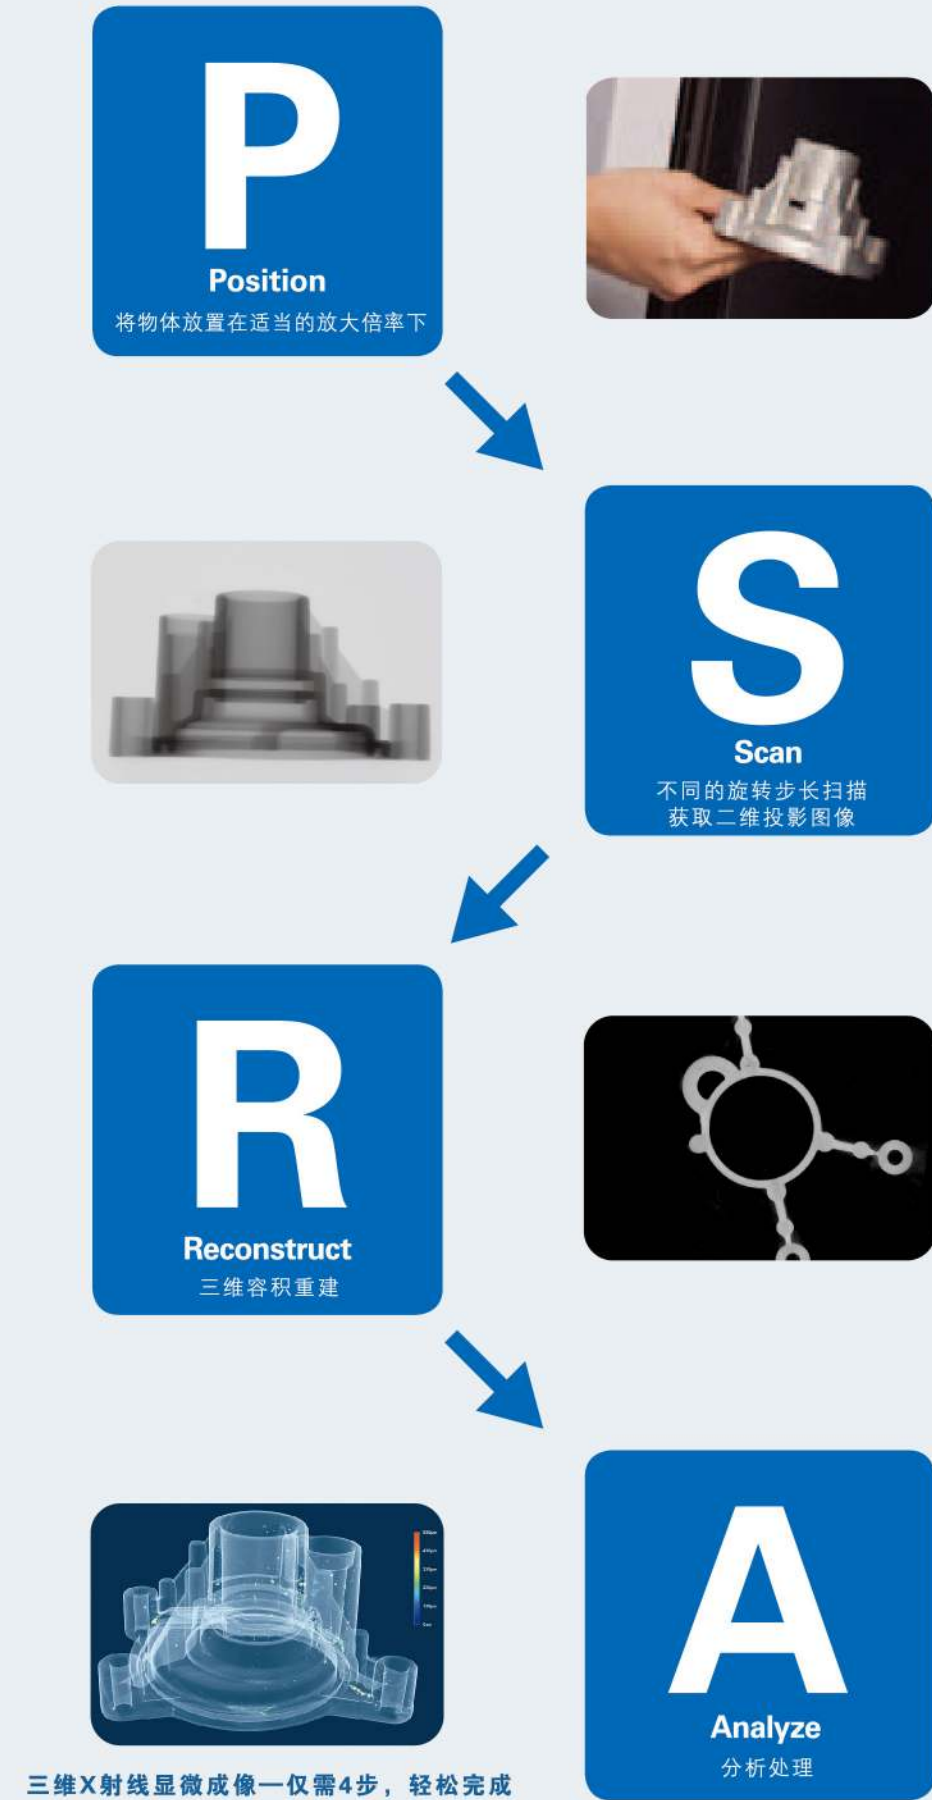 P
Position
将物体放置在适当的放大倍率下
S
Scan
不同的旋转步长扫描
获取二维投影图像
R
Reconstruct
三维容积重建
A
Analyze
分析处理
三维X射线显微成像—仅需4步，轻松完成